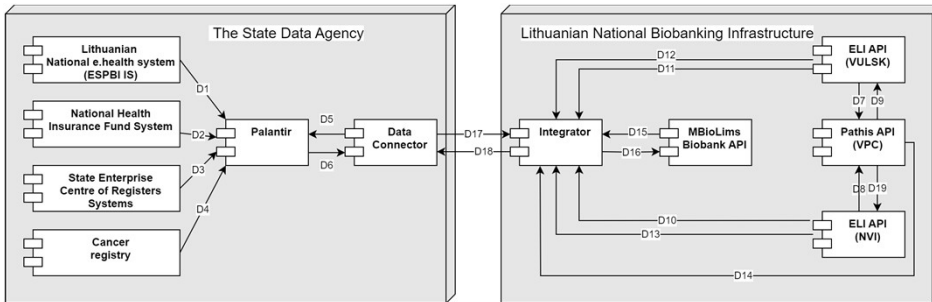 The State Data Agency
Lithuanian National Biobanking Infrastructure
Lithuanian
National e.health system
(ESPBI IS)
National Health
Insurance Fund System
State Enterprise
Centre of Registers
Systems
Cancer
registry
D1
D2
D3
D4
Palantir
D5
D6
Data
Connector
D17
D18
Integrator
D15
D16
MBioLims
Biobank API
D12
D11
ELI API
(VULSK)
D7
D9
Pathis API
(VPC)
D8
D19
D10
D13
ELI API
(NVI)
D14